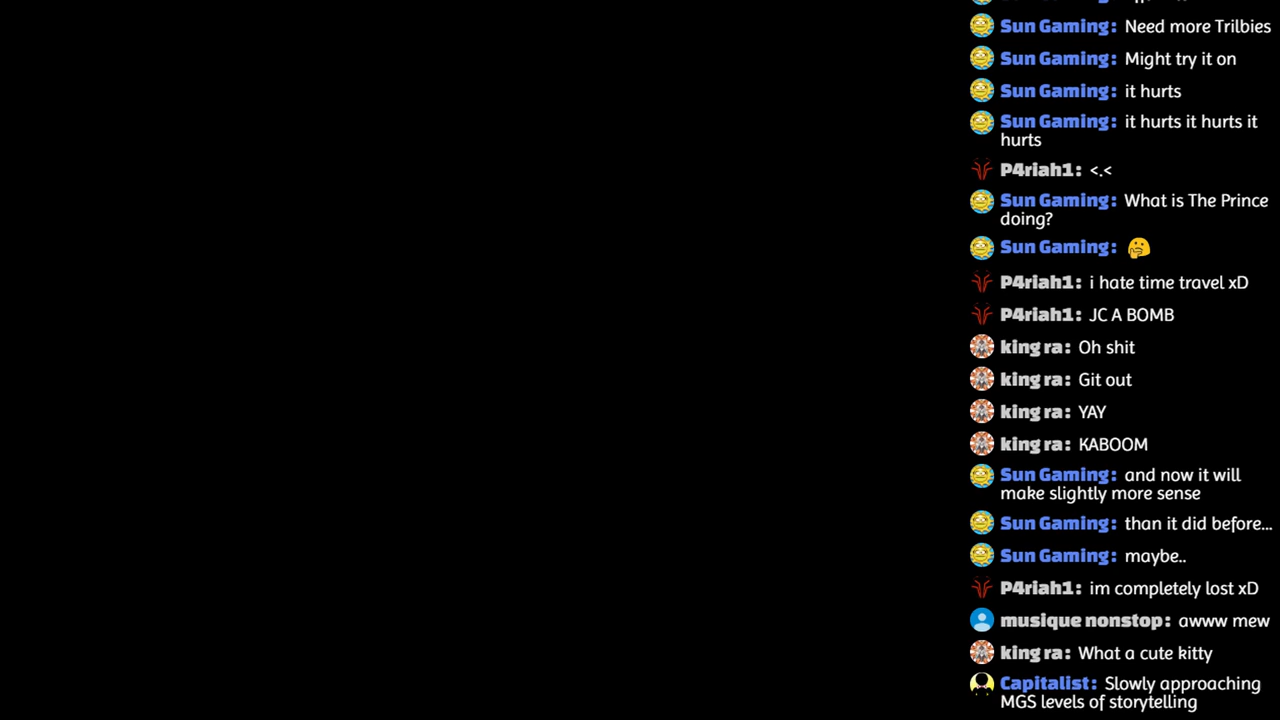 Sun Gaming: Need more Trilbies
Sun Gaming: Might try it on
Sun Gaming: it hurts
Sun Gaming: it hurts it hurts it
hurts
P4riah1: <.<
Sun Gaming: What is The Prince
doing?
Sun Gaming: 🤔
P4riah1: i hate time travel xD
P4riah1: JC A BOMB
king ra: Oh shit
king ra: Git out
king ra: YAY
king ra: KABOOM
Sun Gaming: and now it will
make slightly more sense
Sun Gaming: than it did before...
Sun Gaming: maybe..
P4riah1: im completely lost xD
musique nonstop: awww mew
king ra: What a cute kitty
Capitalist: Slowly approaching
MGS levels of storytelling